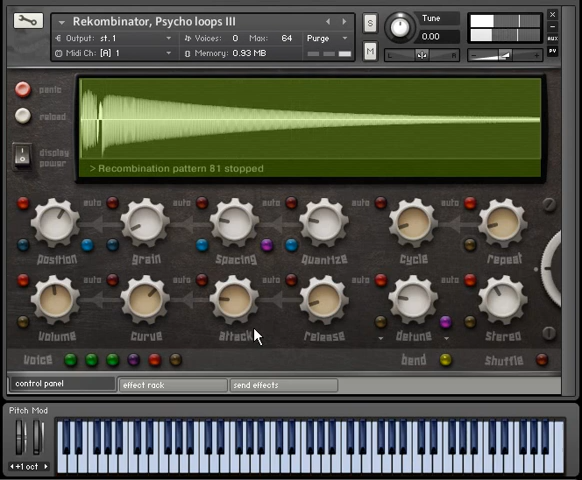 Rekombinator, Psycho loops III
S
Tune
0.00
Output: st. 1
Voices: 0 Max: 64 Purge
Midi Ch: [A] 1
Memory: 0.93 MB
M
L R
aux
PV
panic
reload
display
power
> Recombination pattern 81 stopped
auto auto auto auto auto
position grain spacing quantize cycle repeat
auto auto auto auto auto
volume curve attack release detune stereo
voice
bend
shuffle
control panel
effect rack
send effects
Pitch Mod
+1 oct